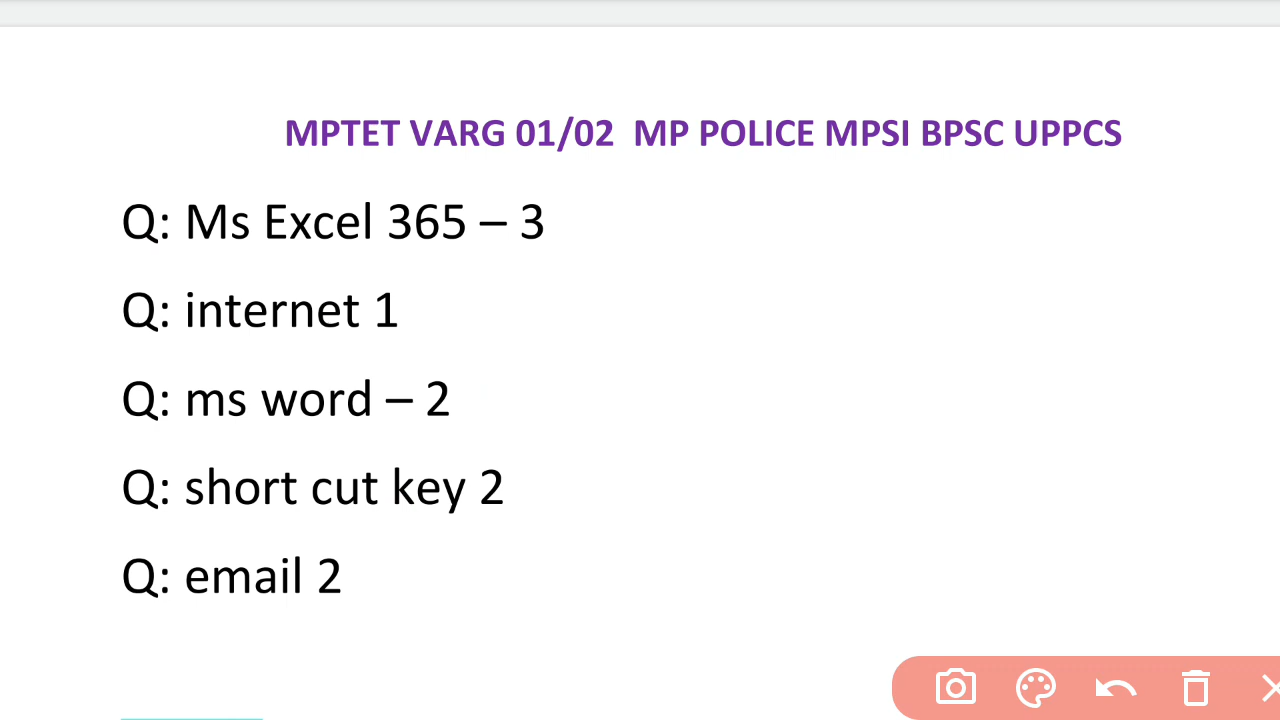 MPTET VARG 01/02 MP POLICE MPSI BPSC UPPCS
Q: Ms Excel 365 – 3
Q: internet 1
Q: ms word – 2
Q: short cut key 2
Q: email 2